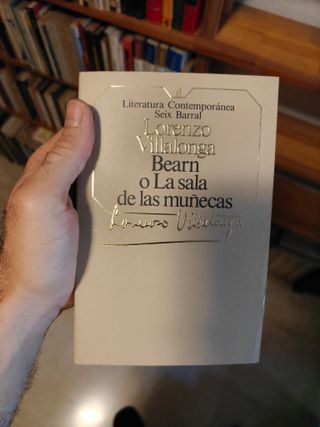 Literatura Contemporánea
Seix Barral
Lorenzo
Villalonga
Bearn
o La sala
de las muñecas
Lorenzo Villalonga